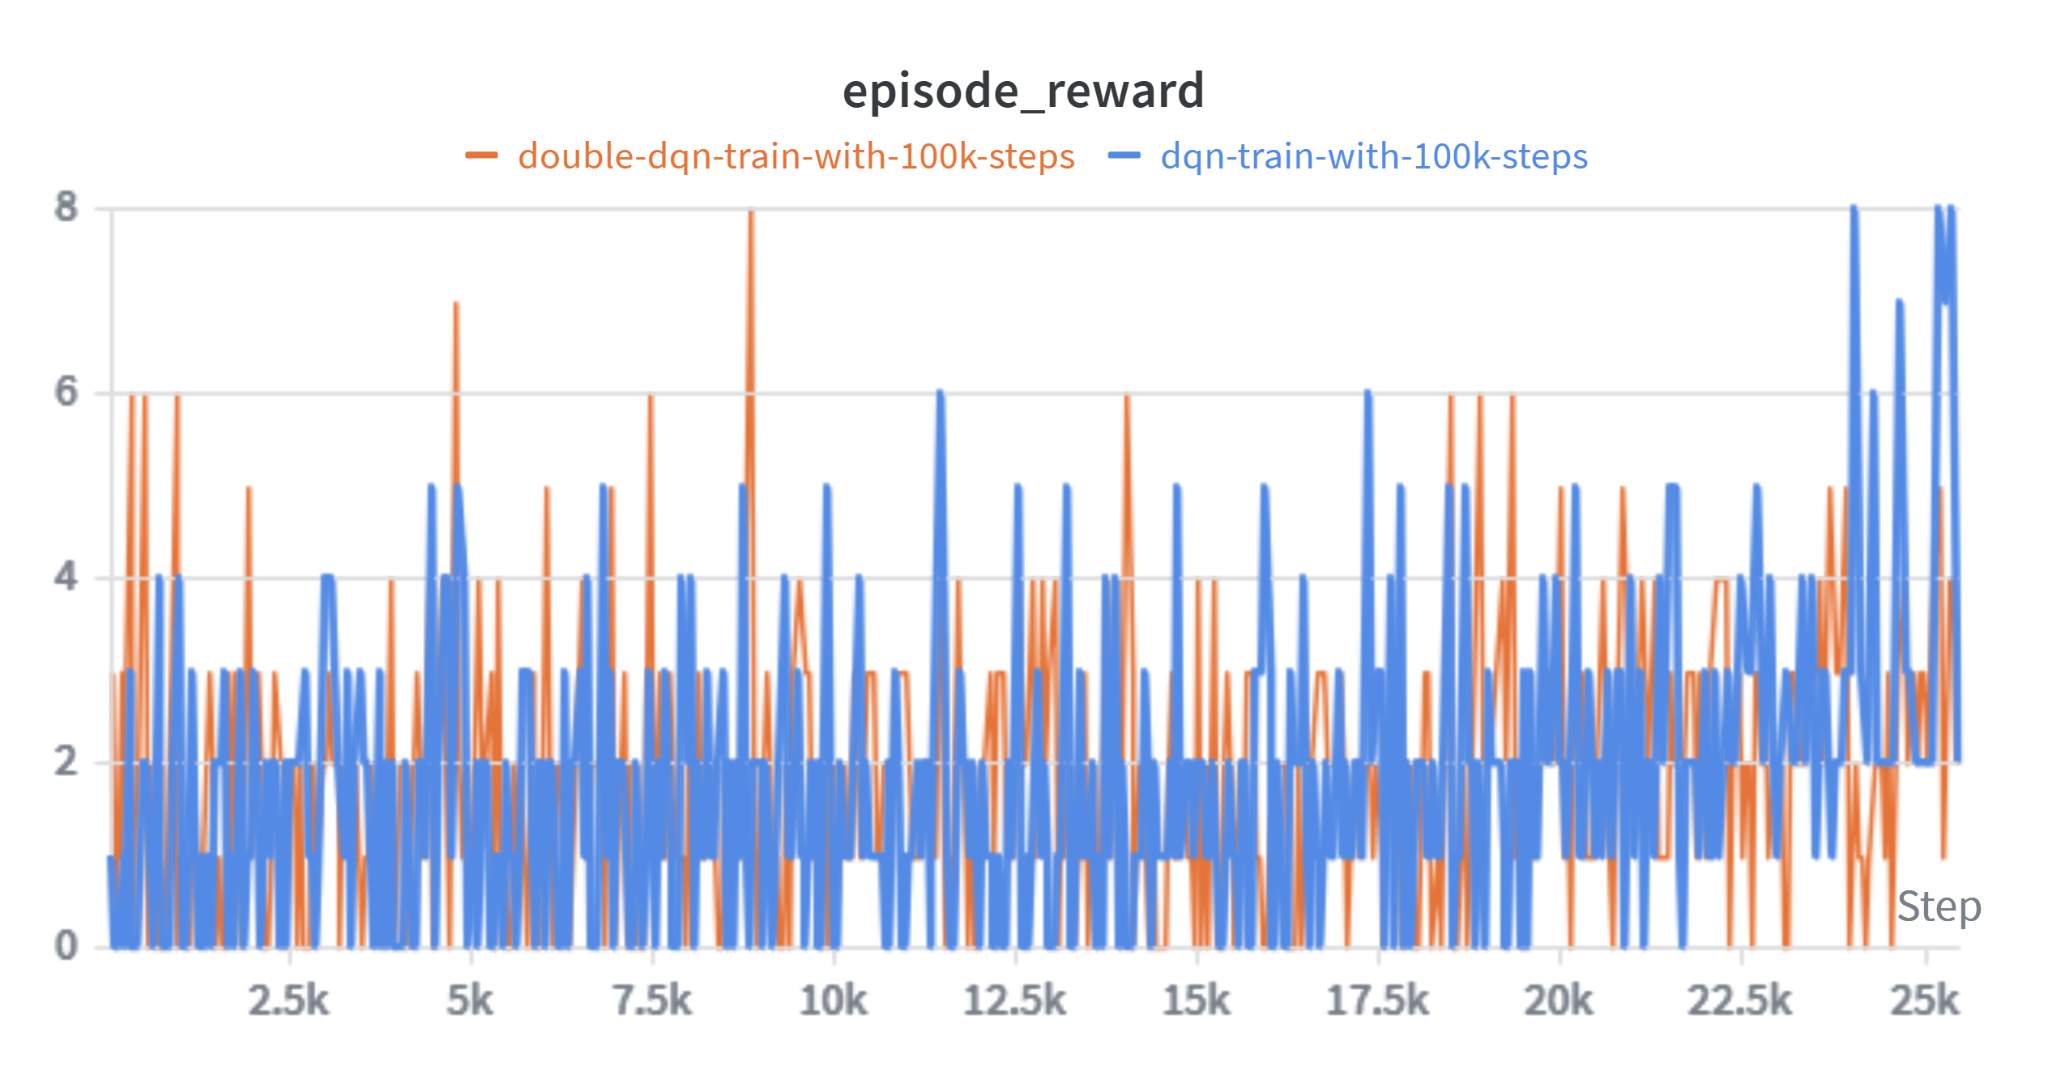 episode_reward
double-dqn-train-with-100k-steps dqn-train-with-100k-steps
8
6
4
2
0
Step
2.5k 5k 7.5k 10k 12.5k 15k 17.5k 20k 22.5k 25k